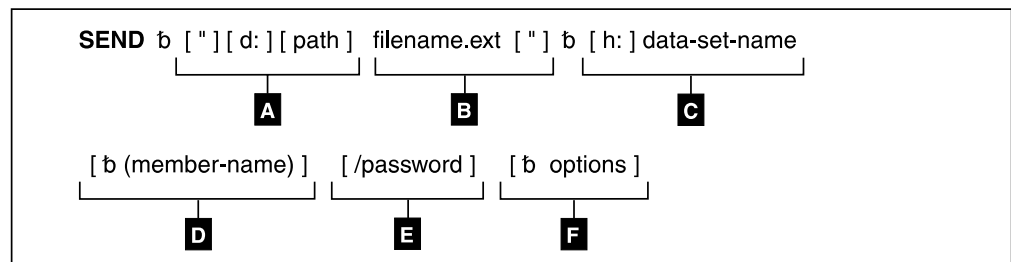 SEND ƀ [ " ] [ d: ] [ path ] filename.ext [ " ] ƀ [ h: ] data-set-name
A B C
[ ƀ (member-name) ] [ /password ] [ ƀ options ]
D E F